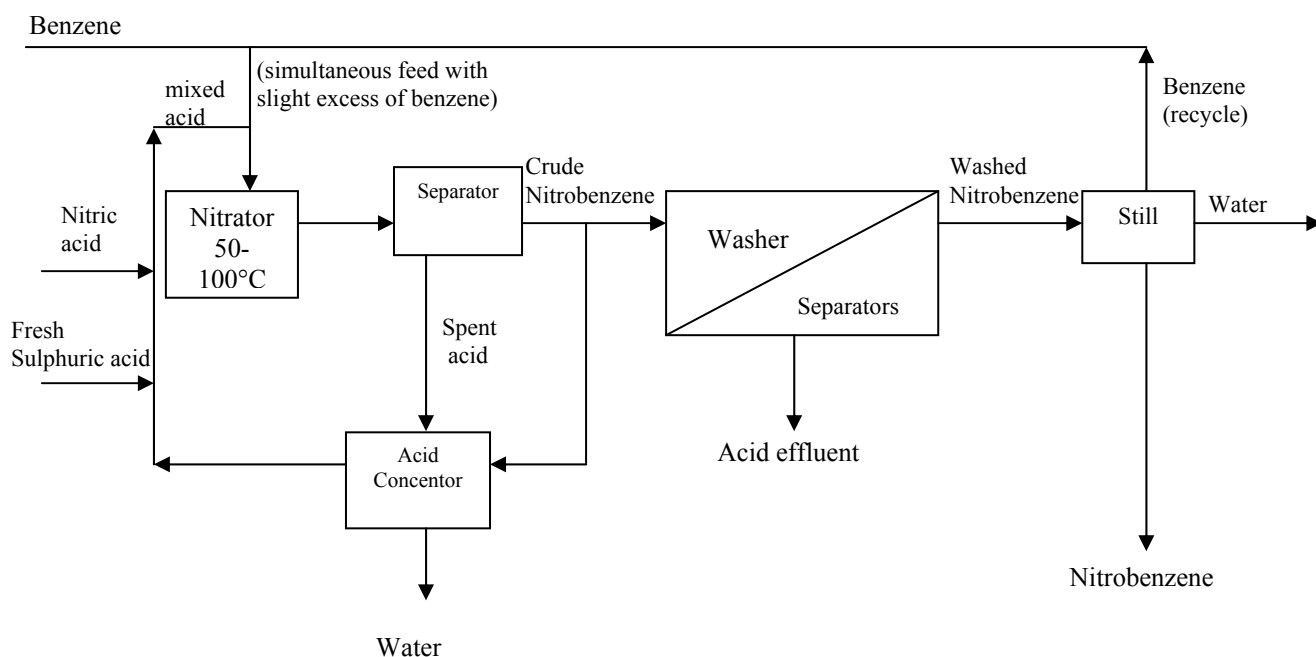 Benzene
(simultaneous feed with
slight excess of benzene)
mixed
acid
Benzene
(recycle)
Separator
Crude
Nitrobenzene
Washed
Nitrobenzene
Nitric
acid
Nitrator
50-
100°C
Washer
Separators
Still
Water
Fresh
Sulphuric acid
Spent
acid
Acid
Concentor
Acid effluent
Nitrobenzene
Water